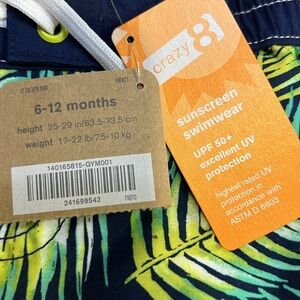 6-12 months
height 25-29 in/63.5-73.5 cm
weight 17-22 lb/7.5-10 kg
140165815-GYM001
241699542
crazy 8
sunscreen
swimwear
UPF 50+
excellent UV
protection
highest rated UV
protection in
accordance with
ASTM D 6603